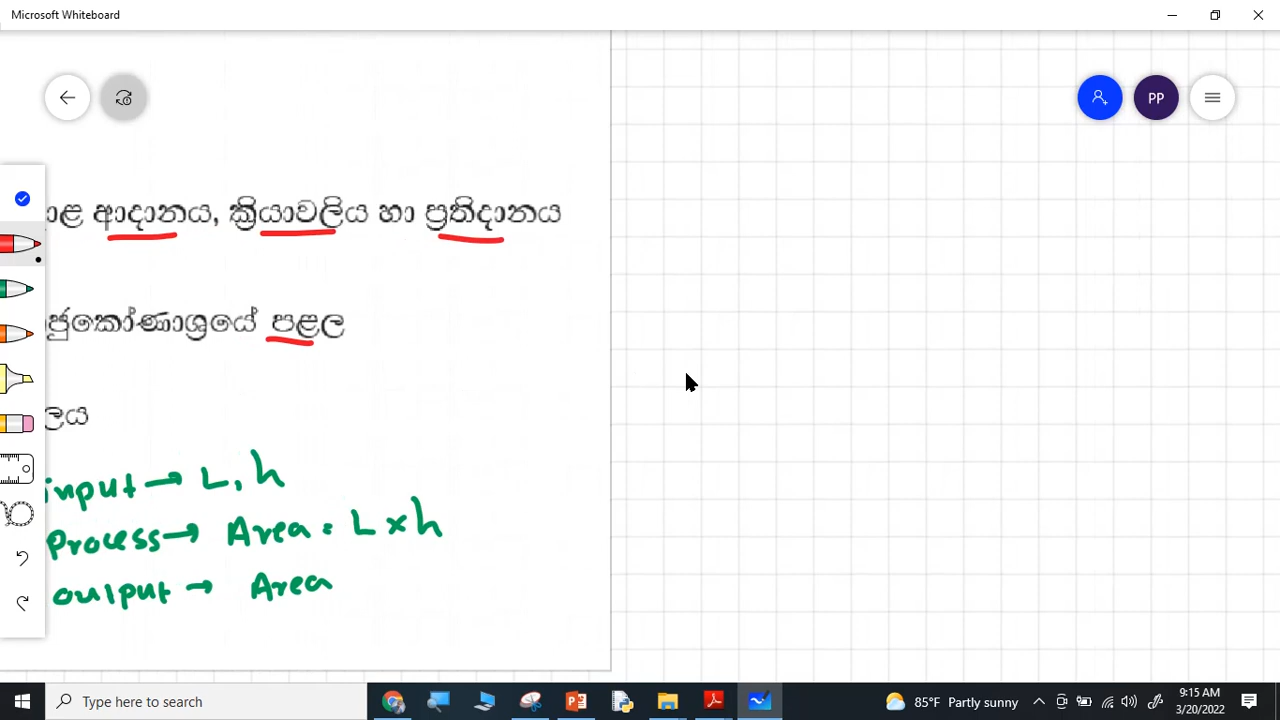 Microsoft Whiteboard
PP
ආදානය, ක්‍රියාවලිය හා ප්‍රතිදානය
පළල
input → L, h
Process → Area = L × h
output → Area
Type here to search
85°F Partly sunny
9:15 AM
3/20/2022